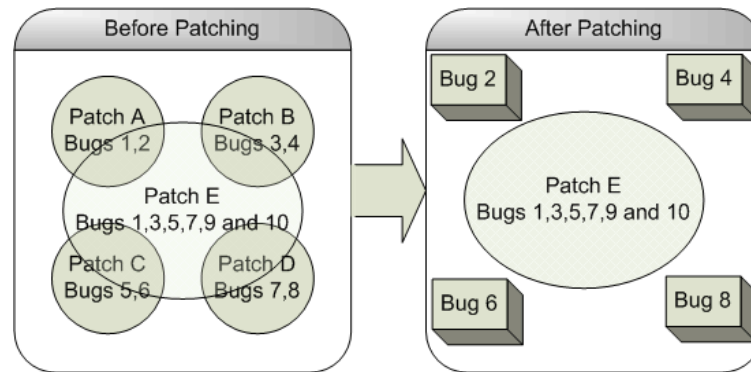 Before Patching
Patch A
Bugs 1,2
Patch B
Bugs 3,4
Patch E
Bugs 1,3,5,7,9 and 10
Patch C
Bugs 5,6
Patch D
Bugs 7,8
After Patching
Bug 2
Bug 4
Patch E
Bugs 1,3,5,7,9 and 10
Bug 6
Bug 8